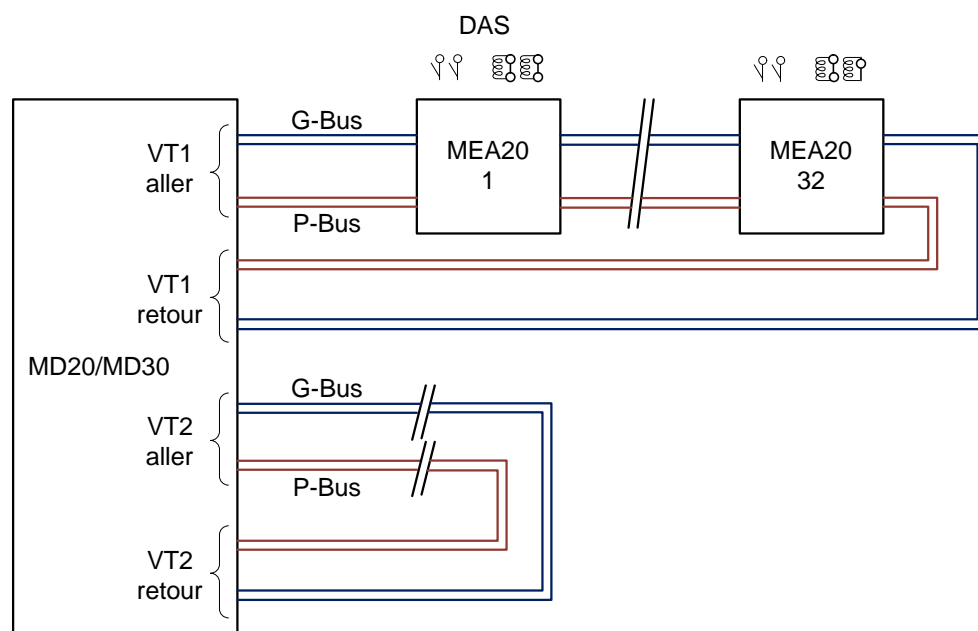 DAS
G-Bus
VT1
aller
MEA20
1
MEA20
32
P-Bus
VT1
retour
MD20/MD30
G-Bus
VT2
aller
P-Bus
VT2
retour